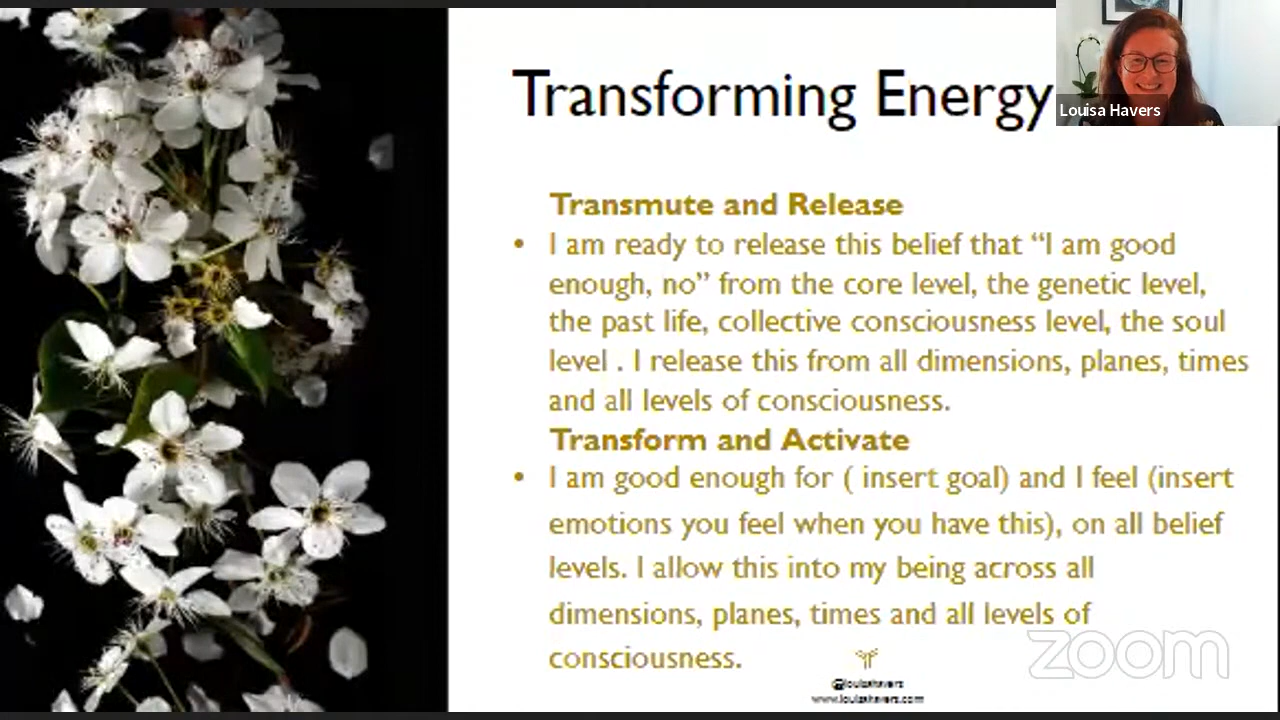 Transforming Energy
Louisa Havers
Transmute and Release
• I am ready to release this belief that “I am good
enough, no” from the core level, the genetic level,
the past life, collective consciousness level, the soul
level . I release this from all dimensions, planes, times
and all levels of consciousness.
Transform and Activate
• I am good enough for ( insert goal) and I feel (insert
emotions you feel when you have this), on all belief
levels. I allow this into my being across all
dimensions, planes, times and all levels of
consciousness.
zoom
@louisahavers
www.louisahavers.com